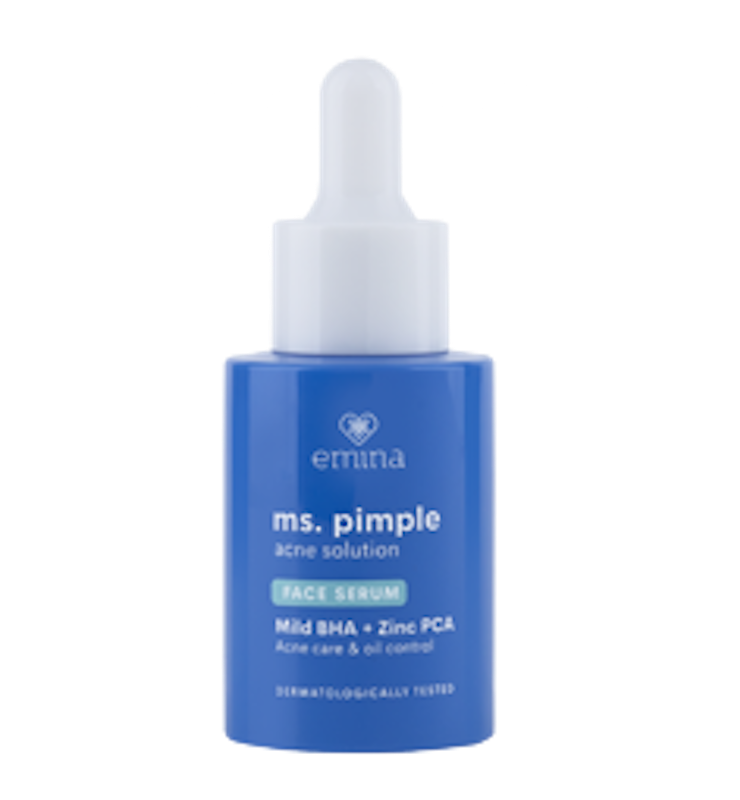 emina
ms. pimple
acne solution
FACE SERUM
Mild BHA + Zinc PCA
Acne care & oil control
DERMATOLOGICALLY TESTED